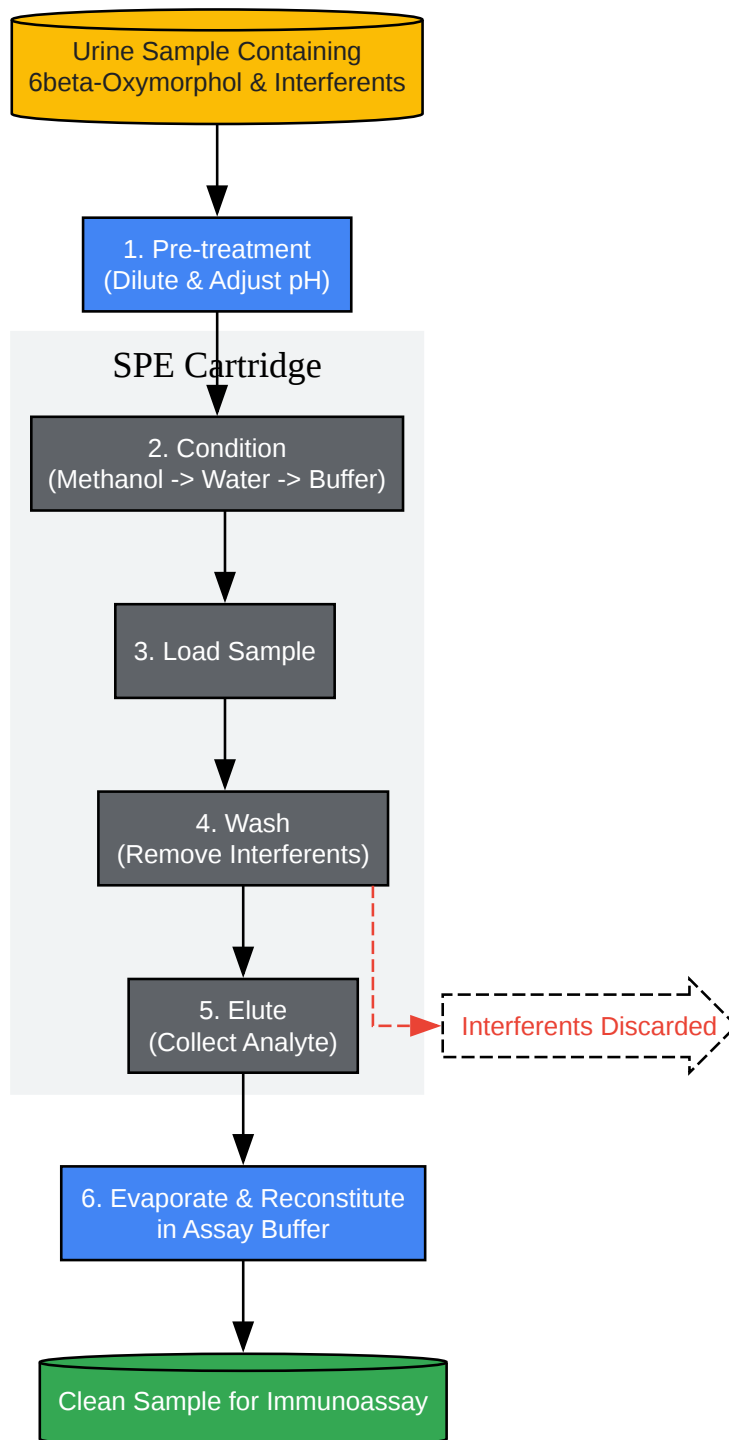 Urine Sample Containing
6beta-Oxymorphol & Interferents
1. Pre-treatment
(Dilute & Adjust pH)
SPE Cartridge
2. Condition
(Methanol -> Water -> Buffer)
3. Load Sample
4. Wash
(Remove Interferents)
5. Elute
(Collect Analyte)
Interferents Discarded
6. Evaporate & Reconstitute
in Assay Buffer
Clean Sample for Immunoassay